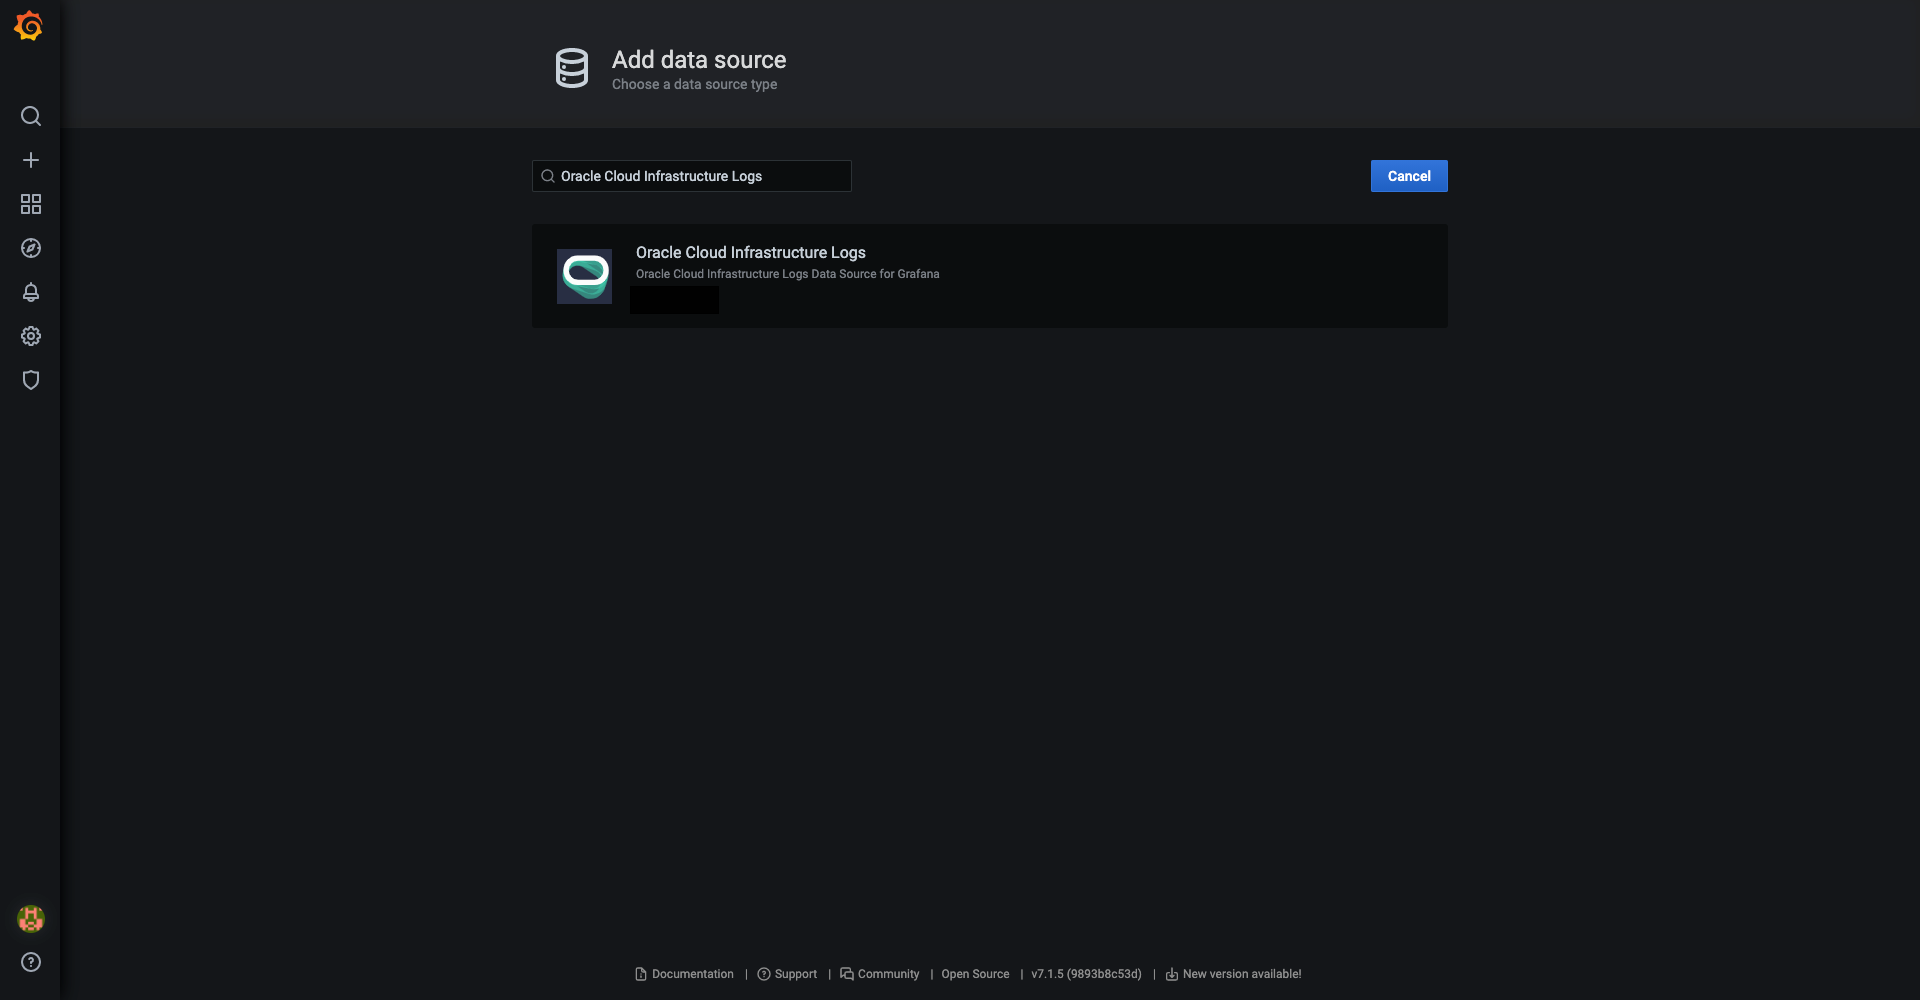 Add data source
Choose a data source type
Oracle Cloud Infrastructure Logs
Cancel
Oracle Cloud Infrastructure Logs
Oracle Cloud Infrastructure Logs Data Source for Grafana
Documentation | Support | Community | Open Source | v7.1.5 (9893b8c53d) | New version available!